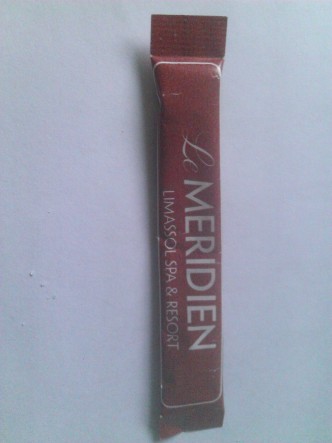 Le MERIDIEN
LIMASSOL SPA & RESORT